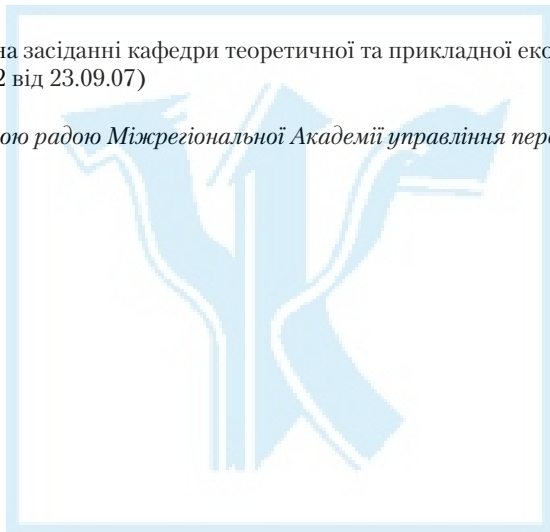 на засіданні кафедри теоретичної та прикладної еко
2 від 23.09.07)
ою радою Міжрегіональної Академії управління перс